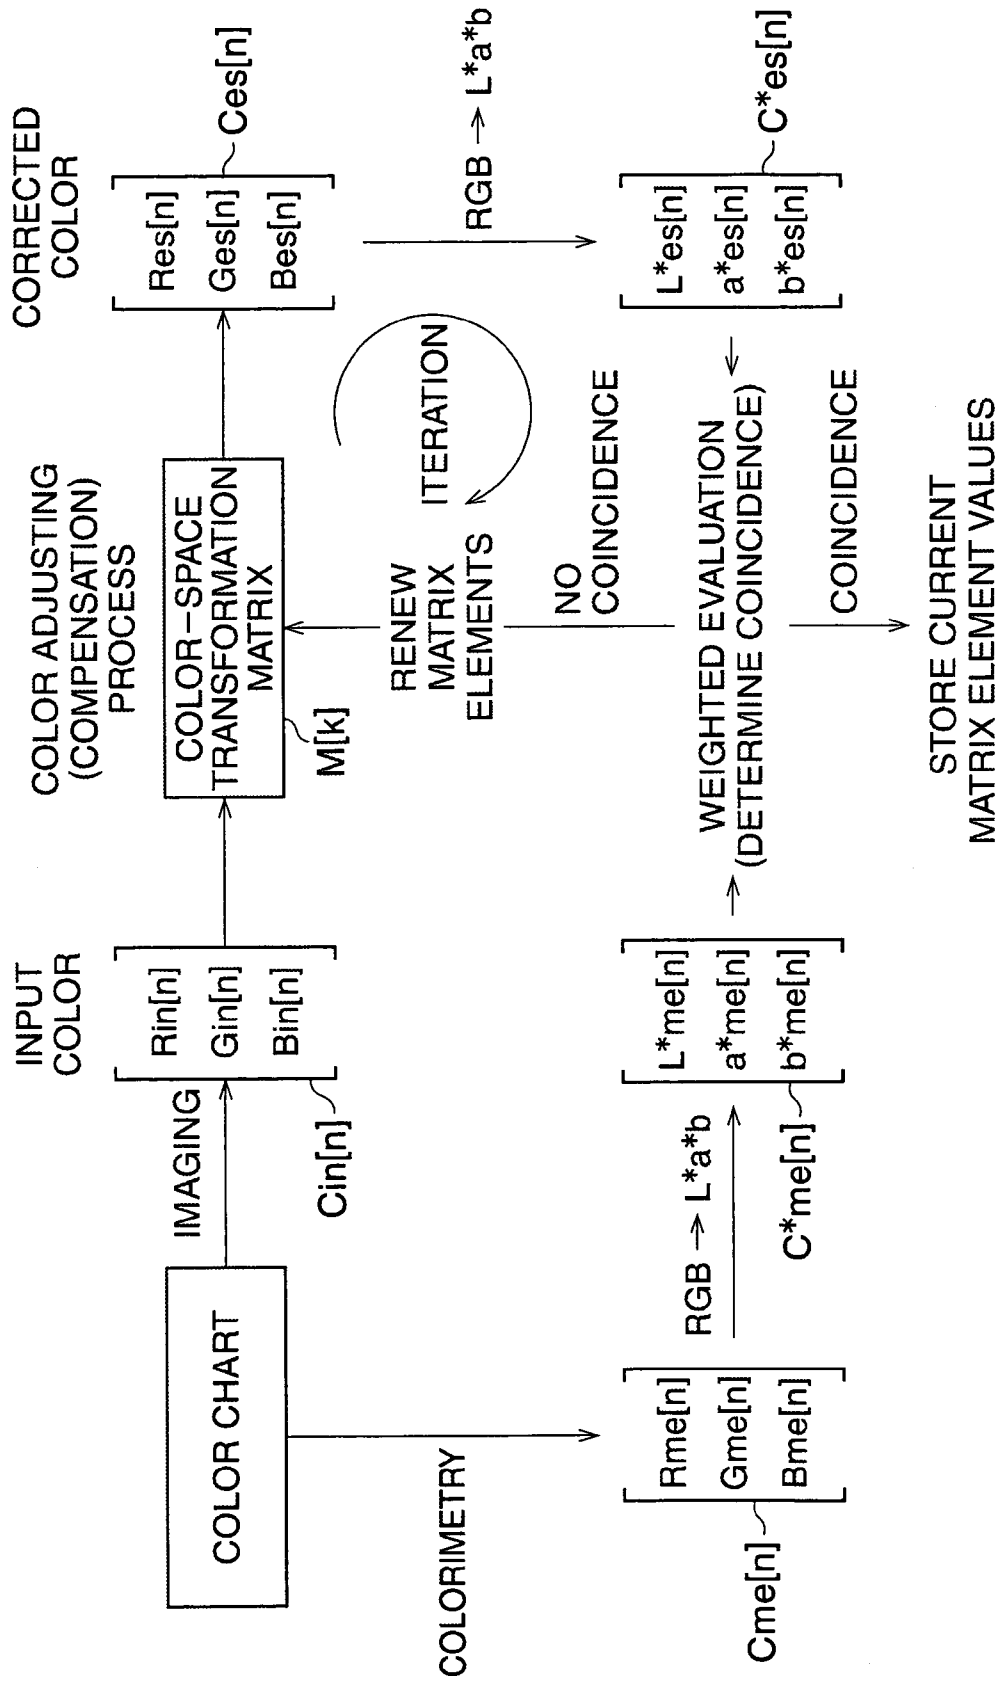 INPUT
COLOR
COLOR ADJUSTING
(COMPENSATION)
PROCESS
CORRECTED
COLOR
COLOR CHART
IMAGING
Rin[n]
Gin[n]
Bin[n]
Cin[n]
COLOR-SPACE
TRANSFORMATION
MATRIX
M[k]
Res[n]
Ges[n]
Bes[n]
Ces[n]
RENEW
MATRIX
ELEMENTS
ITERATION
RGB → L*a*b
COLORIMETRY
NO
COINCIDENCE
Rme[n]
Gme[n]
Bme[n]
Cme[n]
RGB → L*a*b
L*me[n]
a*me[n]
b*me[n]
C*me[n]
WEIGHTED EVALUATION
(DETERMINE COINCIDENCE)
L*es[n]
a*es[n]
b*es[n]
C*es[n]
COINCIDENCE
STORE CURRENT
MATRIX ELEMENT VALUES